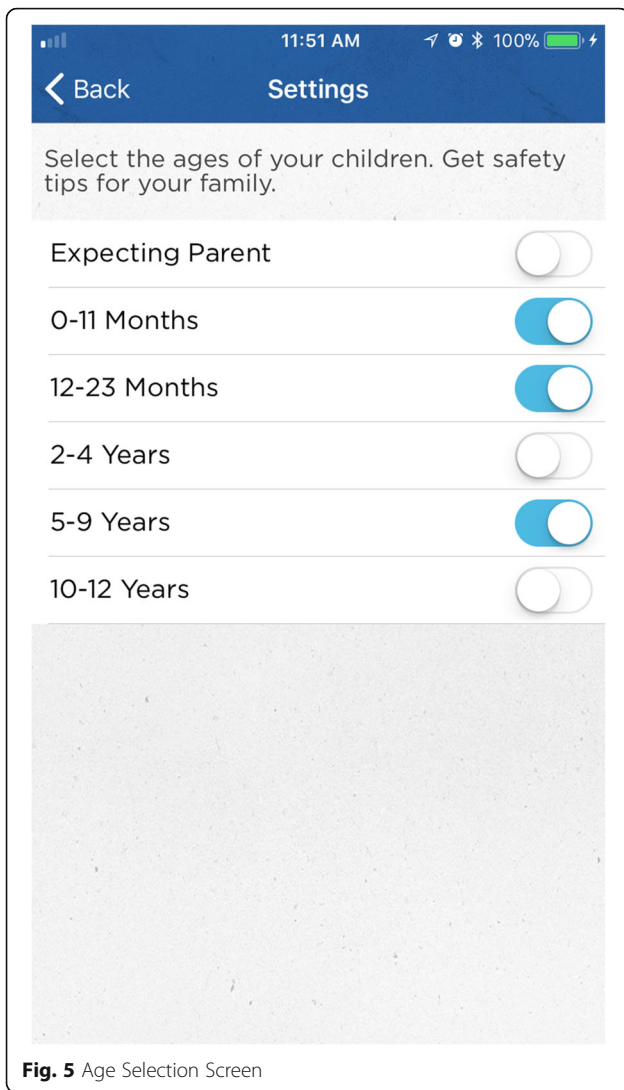 11:51 AM 100%
Back Settings
Select the ages of your children. Get safety
tips for your family.
Expecting Parent
0-11 Months
12-23 Months
2-4 Years
5-9 Years
10-12 Years
Fig. 5 Age Selection Screen